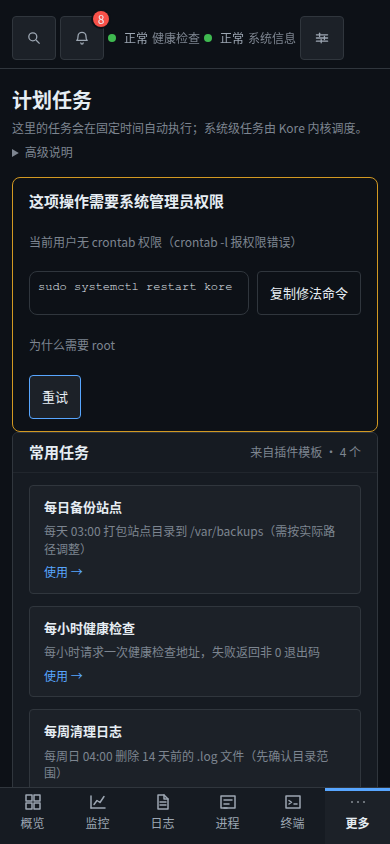 8
正常 健康检查 正常 系统信息
计划任务
这里的任务会在固定时间自动执行；系统级任务由 Kore 内核调度。
▶ 高级说明
这项操作需要系统管理员权限
当前用户无 crontab 权限（crontab -l 报权限错误）
sudo systemctl restart kore
复制修法命令
为什么需要 root
重试
常用任务
来自插件模板 · 4 个
每日备份站点
每天 03:00 打包站点目录到 /var/backups（需按实际路
径调整）
使用 →
每小时健康检查
每小时请求一次健康检查地址，失败返回非 0 退出码
使用 →
每周清理日志
每周日 04:00 删除 14 天前的 .log 文件（先确认目录范
围）
概览 监控 日志 进程 终端 更多